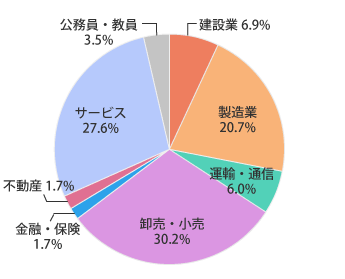 公務員・教員
3.5%
建設業 6.9%
製造業
20.7%
サービス
27.6%
運輸・通信
6.0%
不動産 1.7%
金融・保険
1.7%
卸売・小売
30.2%